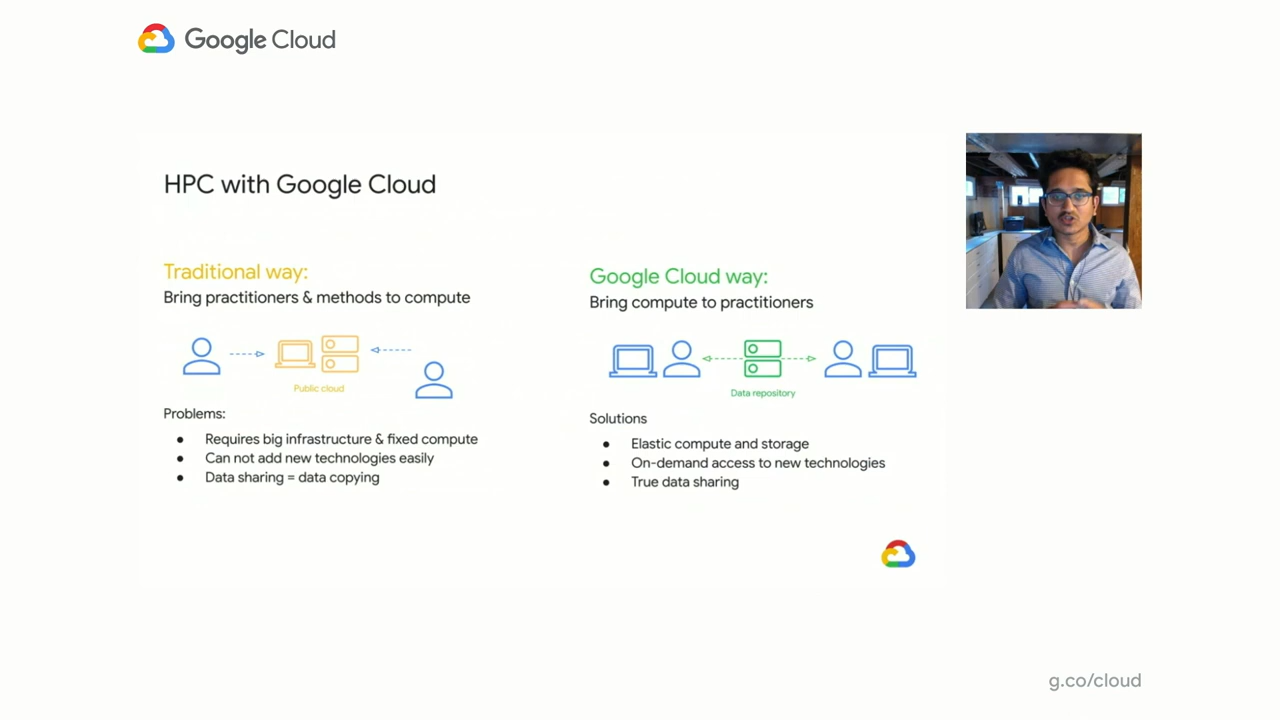 Google Cloud
HPC with Google Cloud
Traditional way:
Bring practitioners & methods to compute
Public cloud
Problems:
● Requires big infrastructure & fixed compute
● Can not add new technologies easily
● Data sharing = data copying
Google Cloud way:
Bring compute to practitioners
Data repository
Solutions
● Elastic compute and storage
● On-demand access to new technologies
● True data sharing
g.co/cloud